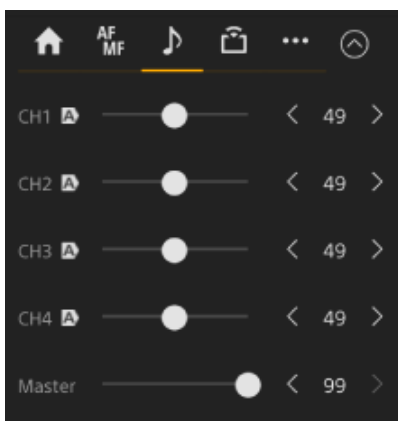 AF
MF
CH1 A 49
CH2 A 49
CH3 A 49
CH4 A 49
Master 99